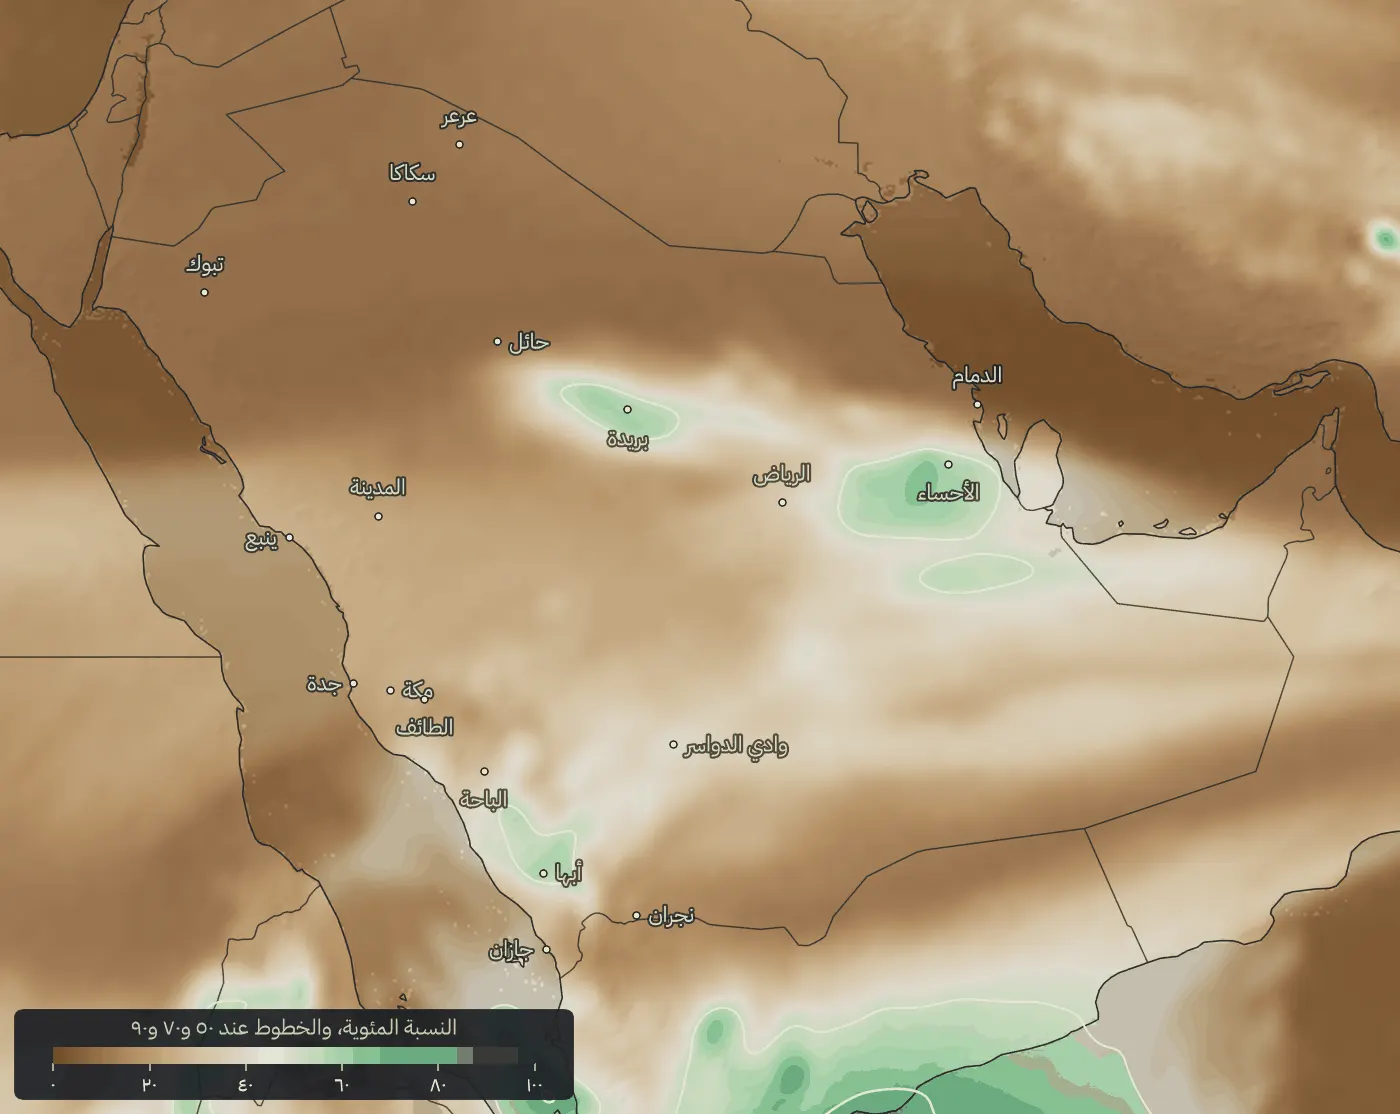 عرعر
سكاكا
تبوك
حائل
الدمام
بريدة
الرياض
الأحساء
المدينة
ينبع
جدة
مكة
الطائف
وادي الدواسر
الباحة
أبها
نجران
جازان
النسبة المئوية، والخطوط عند ٥٠ و٧٠ و٩٠
٠ ٢٠ ٤٠ ٦٠ ٨٠ ١٠٠